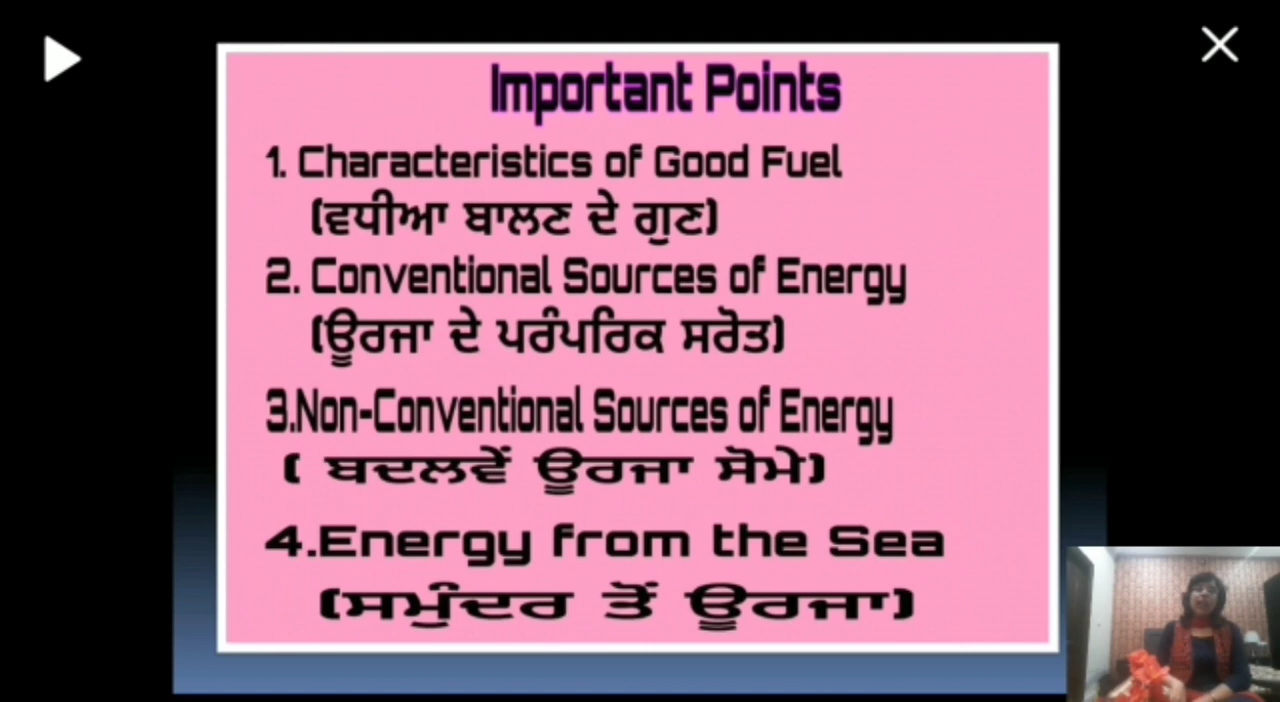 Important Points
1. Characteristics of Good Fuel
(ਵਧੀਆ ਬਾਲਣ ਦੇ ਗੁਣ)
2. Conventional Sources of Energy
(ਊਰਜਾ ਦੇ ਪਰੰਪਰਿਕ ਸਰੋਤ)
3.Non-Conventional Sources of Energy
( ਬਦਲਵੇਂ ਊਰਜਾ ਸੋਮੇ)
4.Energy from the Sea
(ਸਮੁੰਦਰ ਤੋਂ ਊਰਜਾ)